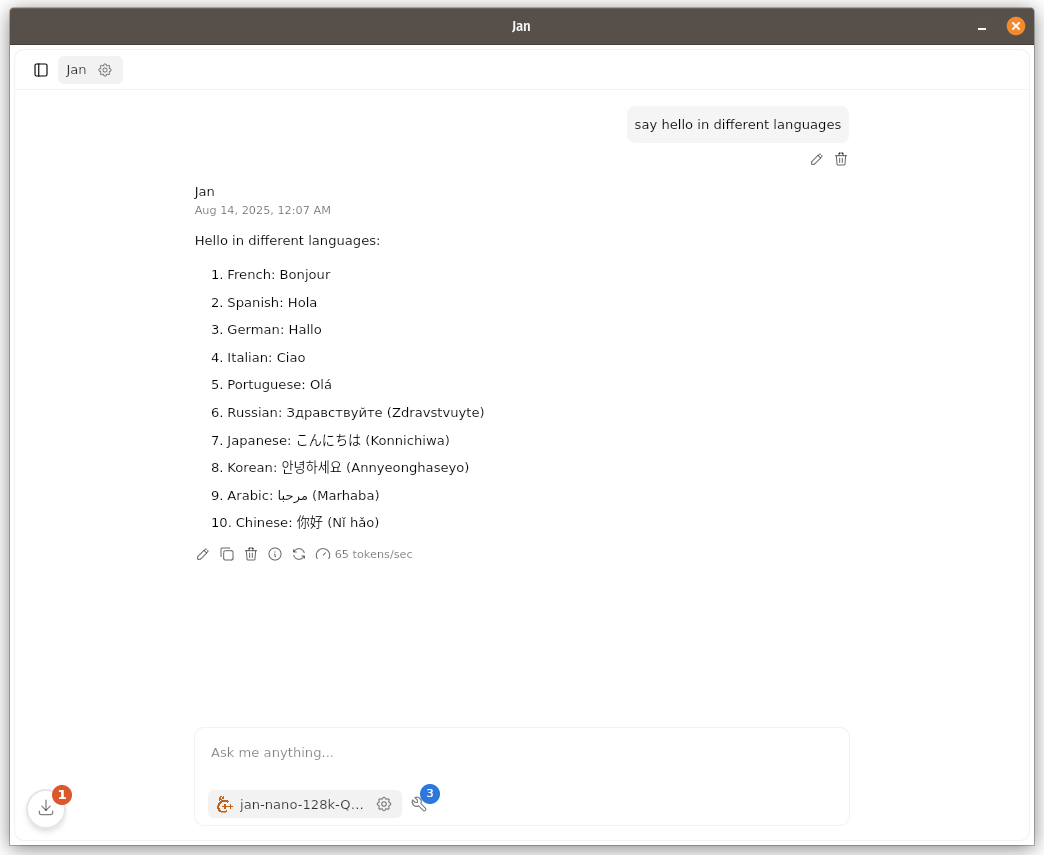 Jan
Jan
say hello in different languages
Jan
Aug 14, 2025, 12:07 AM
Hello in different languages:
1. French: Bonjour
2. Spanish: Hola
3. German: Hallo
4. Italian: Ciao
5. Portuguese: Olá
6. Russian: Здравствуйте (Zdravstvuyte)
7. Japanese: こんにちは (Konnichiwa)
8. Korean: 안녕하세요 (Annyeonghaseyo)
9. Arabic: مرحبا (Marhaba)
10. Chinese: 你好 (Nǐ hǎo)
65 tokens/sec
Ask me anything...
jan-nano-128k-Q...
3
1